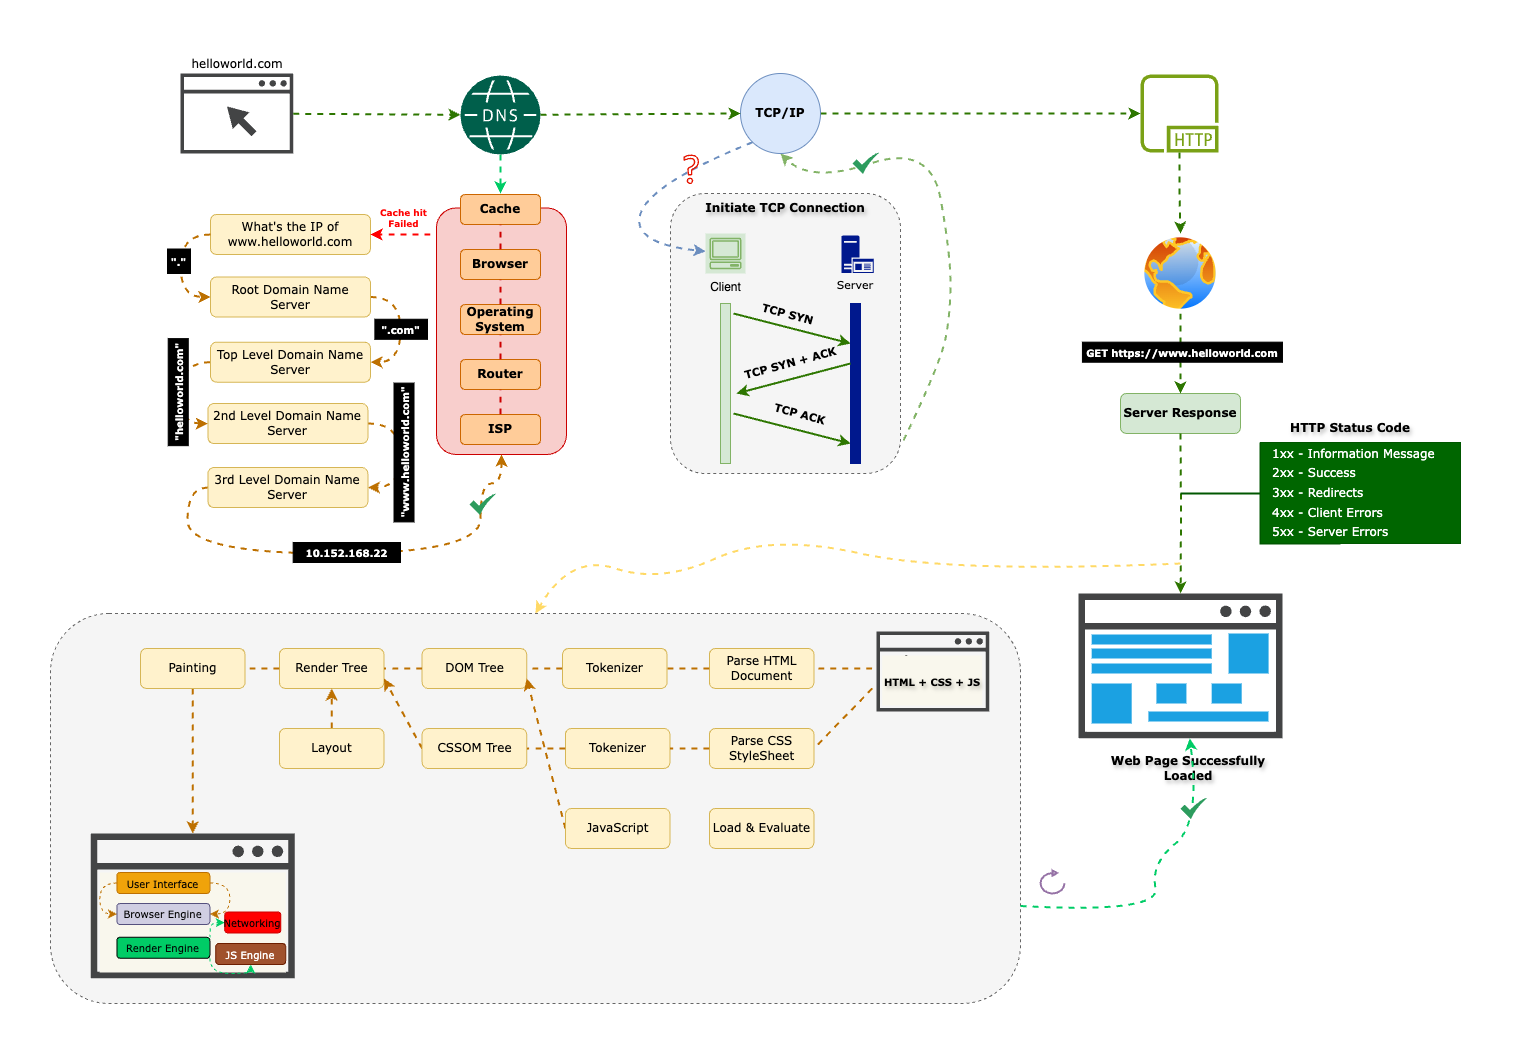 helloworld.com
DNS
TCP/IP
HTTP
Cache
Browser
Operating
System
Router
ISP
Cache hit
Failed
What's the IP of
www.helloworld.com
"."
Root Domain Name
Server
".com"
Top Level Domain Name
Server
"helloworld.com"
2nd Level Domain Name
Server
"www.helloworld.com"
3rd Level Domain Name
Server
10.152.168.22
?
Initiate TCP Connection
Client
Server
TCP SYN
TCP SYN + ACK
TCP ACK
GET https://www.helloworld.com
Server Response
HTTP Status Code
1xx - Information Message
2xx - Success
3xx - Redirects
4xx - Client Errors
5xx - Server Errors
Web Page Successfully
Loaded
Painting
Render Tree
DOM Tree
Tokenizer
Parse HTML
Document
HTML + CSS + JS
Layout
CSSOM Tree
Tokenizer
Parse CSS
StyleSheet
JavaScript
Load & Evaluate
User Interface
Browser Engine
Networking
Render Engine
JS Engine